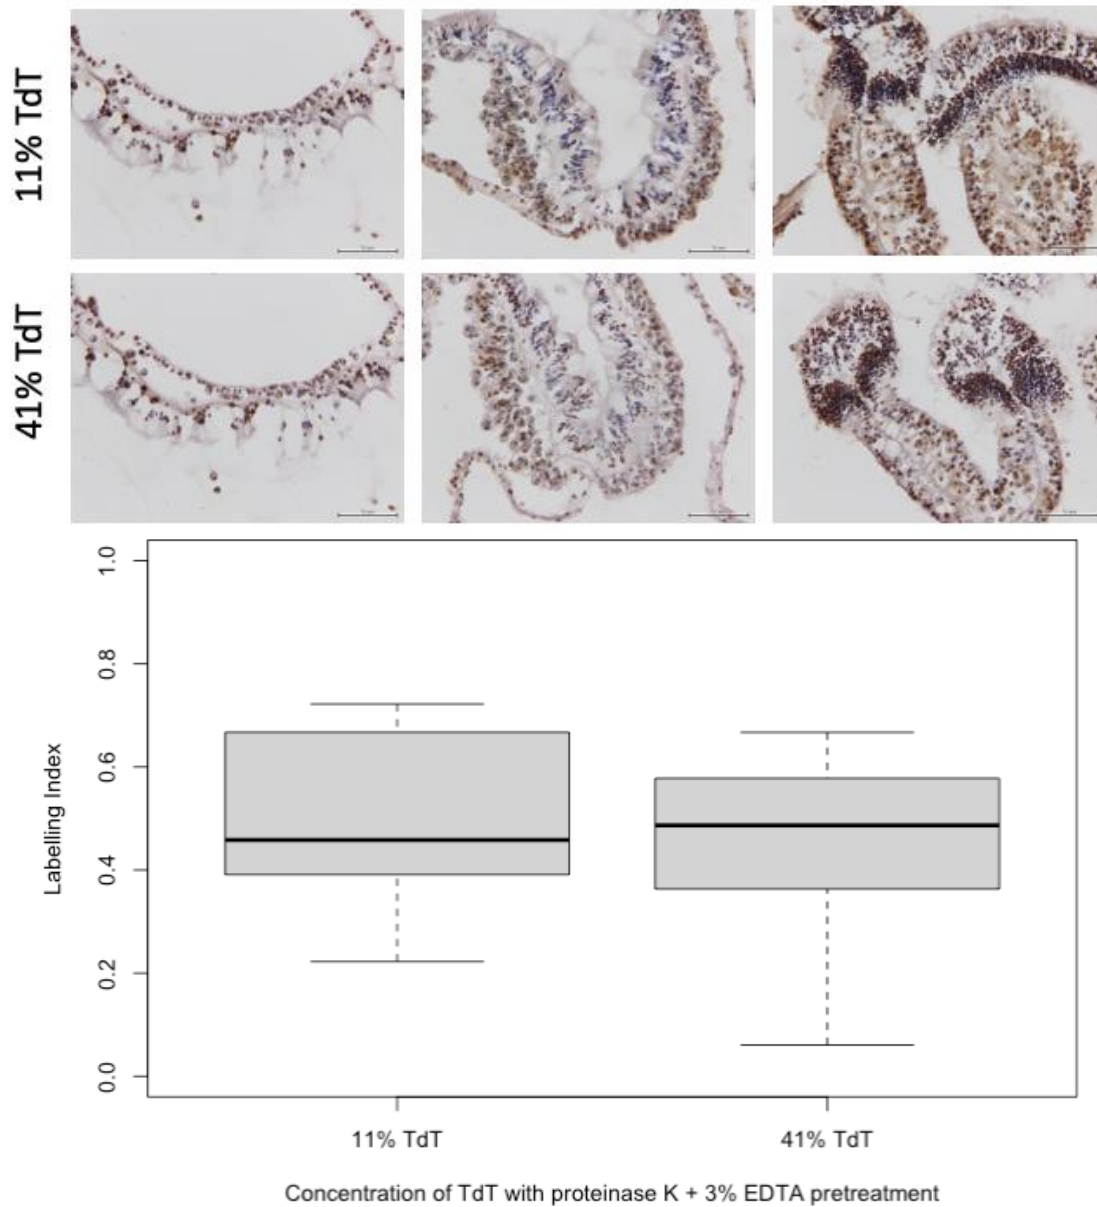 11% TdT
41% TdT
1.0
0.8
0.6
0.4
0.2
0.0
Labelling Index
11% TdT 41% TdT
Concentration of TdT with proteinase K + 3% EDTA pretreatment